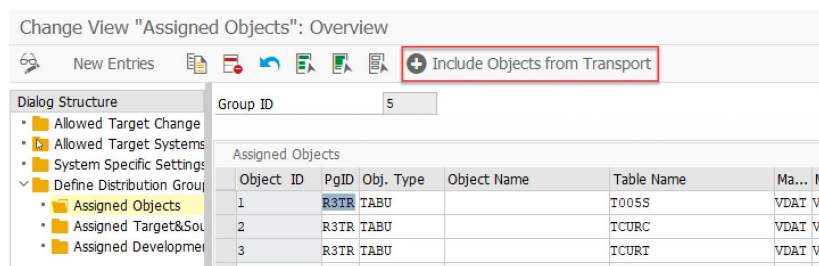 Change View "Assigned Objects": Overview
New Entries Include Objects from Transport
Dialog Structure
Allowed Target Change
Allowed Target Systems
System Specific Settings
Define Distribution Grou
Assigned Objects
Assigned Target&Sou
Assigned Developmen
Group ID 5
Assigned Objects
Object ID PgID Obj. Type Object Name Table Name Ma...
1 R3TR TABU T005S VDAT
2 R3TR TABU TCURC VDAT
3 R3TR TABU TCURT VDAT